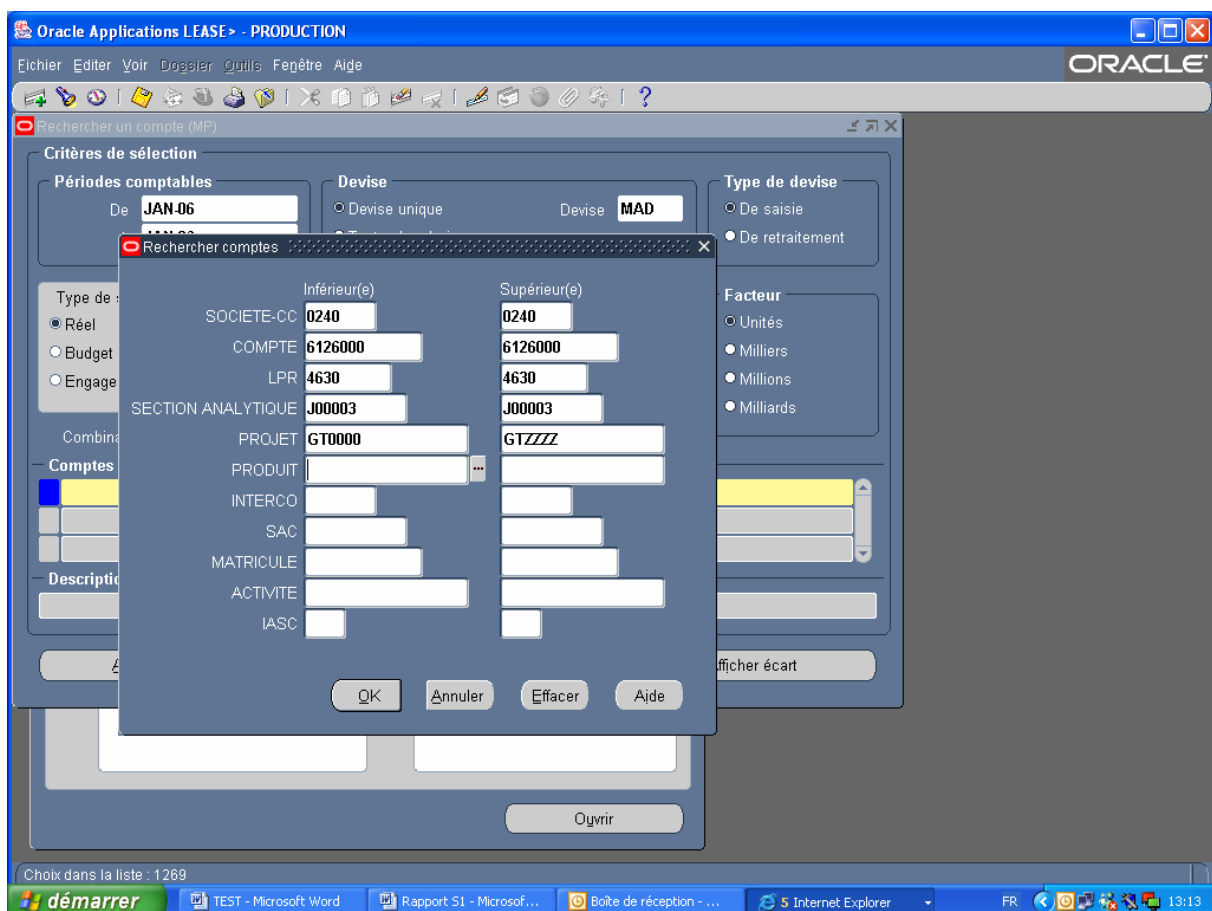 Oracle Applications LEASE> - PRODUCTION
Fichier Editer Voir Dossier Outils Fenêtre Aide
ORACLE
Rechercher un compte (MP)
Critères de sélection
Périodes comptables
Devise
Type de devise
De JAN-06
Devise unique
Devise MAD
De saisie
De retraitement
Rechercher comptes
Inférieur(e) Supérieur(e)
Type de
Facteur
SOCIETE-CC 0240 0240
Réel
Unités
COMPTE 6126000 6126000
Budget
Milliers
LPR 4630 4630
Engage
Millions
SECTION ANALYTIQUE J00003 J00003
Milliards
Combina
PROJET GT0000 GTZZZZ
Comptes
PRODUIT ...
INTERCO
SAC
MATRICULE
Descriptio
ACTIVITE
IASC
A
fficher écart
OK Annuler Effacer Aide
Ouvrir
Choix dans la liste : 1269
démarrer TEST - Microsoft Word Rapport S1 - Microsof... Boîte de réception - ... 5 Internet Explorer FR 13:13